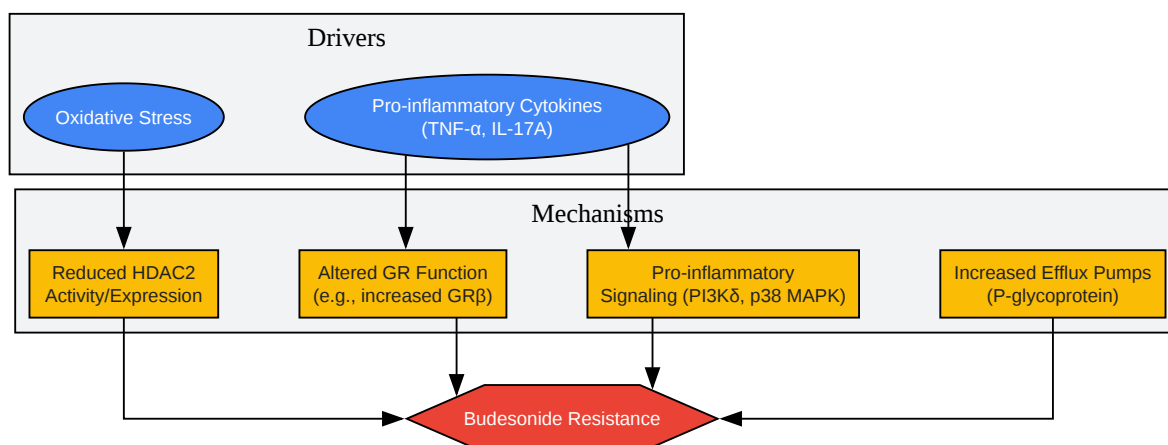 Drivers
Oxidative Stress
Pro-inflammatory Cytokines
(TNF-α, IL-17A)
Mechanisms
Reduced HDAC2
Activity/Expression
Altered GR Function
(e.g., increased GRβ)
Pro-inflammatory
Signaling (PI3Kδ, p38 MAPK)
Increased Efflux Pumps
(P-glycoprotein)
Budesonide Resistance